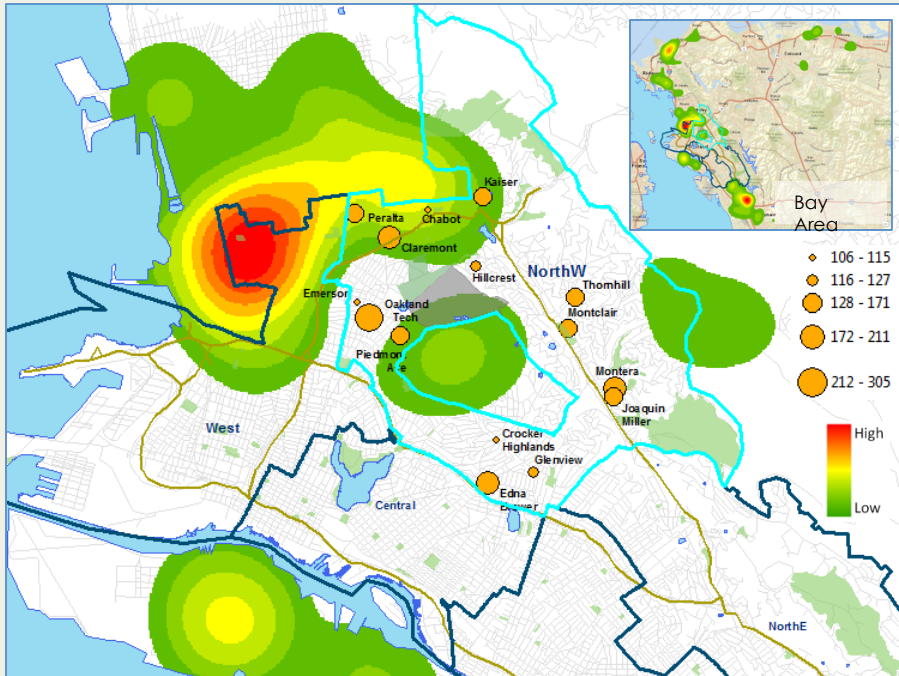 Bay
Area
Kaiser
Peralta
Chabot
Claremont
Hillcrest
NorthW
Thornhill
Emerson
Oakland
Tech
Montclair
Piedmont
Montera
Joaquin
Miller
West
Crocker
Highlands
Glenview
Edna
Central
NorthE
106 - 115
116 - 127
128 - 171
172 - 211
212 - 305
High
Low